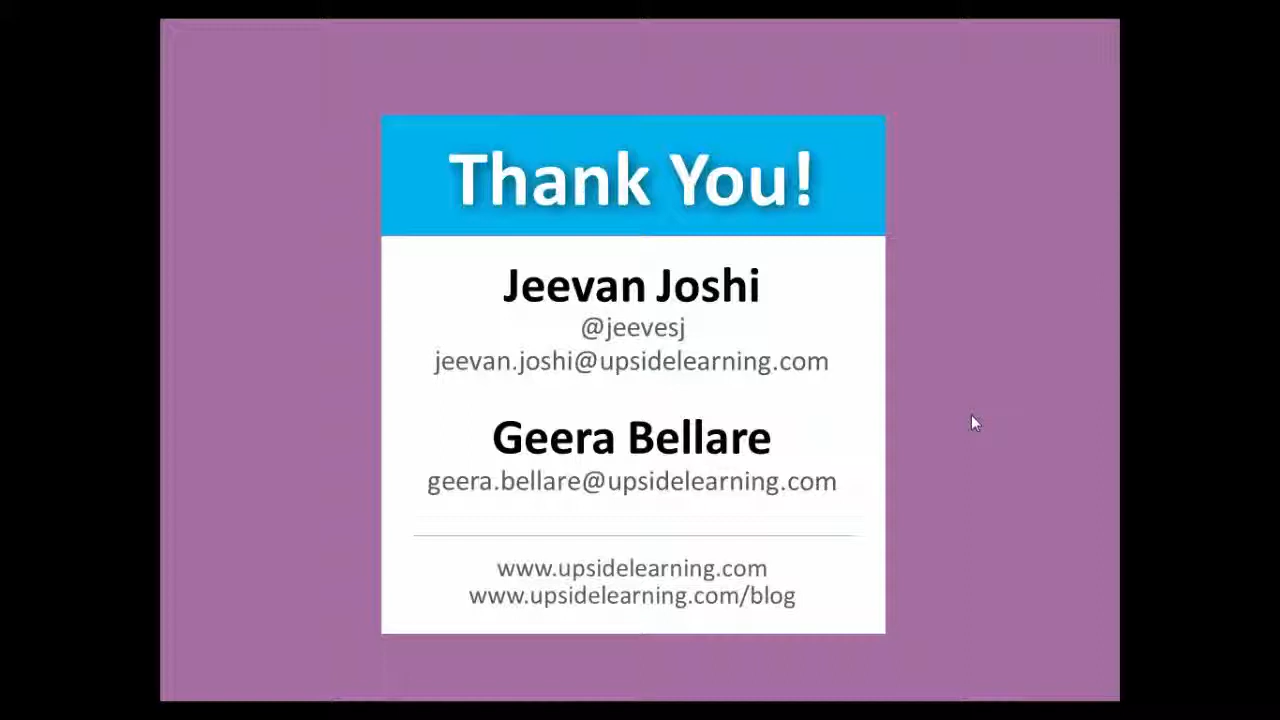 Thank You!
Jeevan Joshi
@jeevesj
jeevan.joshi@upsidelearning.com
Geera Bellare
geera.bellare@upsidelearning.com
www.upsidelearning.com
www.upsidelearning.com/blog